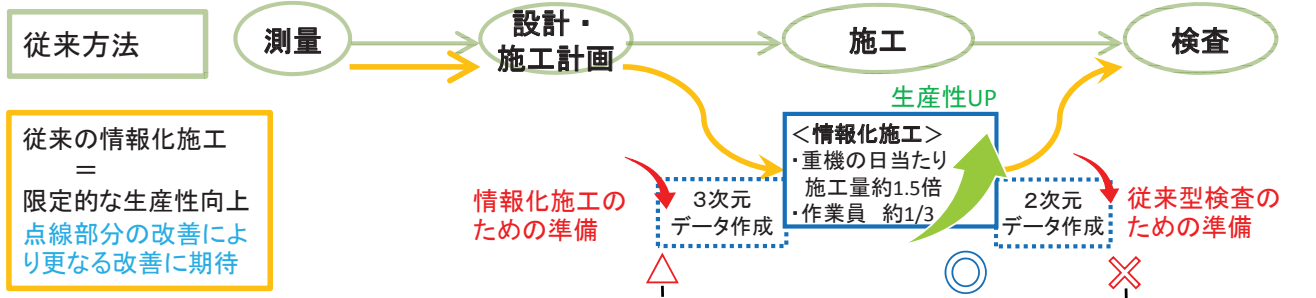 従来方法
測量
設計・
施工計画
施工
検査
生産性UP
従来の情報化施工
＝
限定的な生産性向上
点線部分の改善によ
り更なる改善に期待
情報化施工の
ための準備
3次元
データ作成
＜情報化施工＞
・重機の日当たり
施工量約1.5倍
・作業員 約1/3
２次元
データ作成
従来型検査の
ための準備
△
◎
×